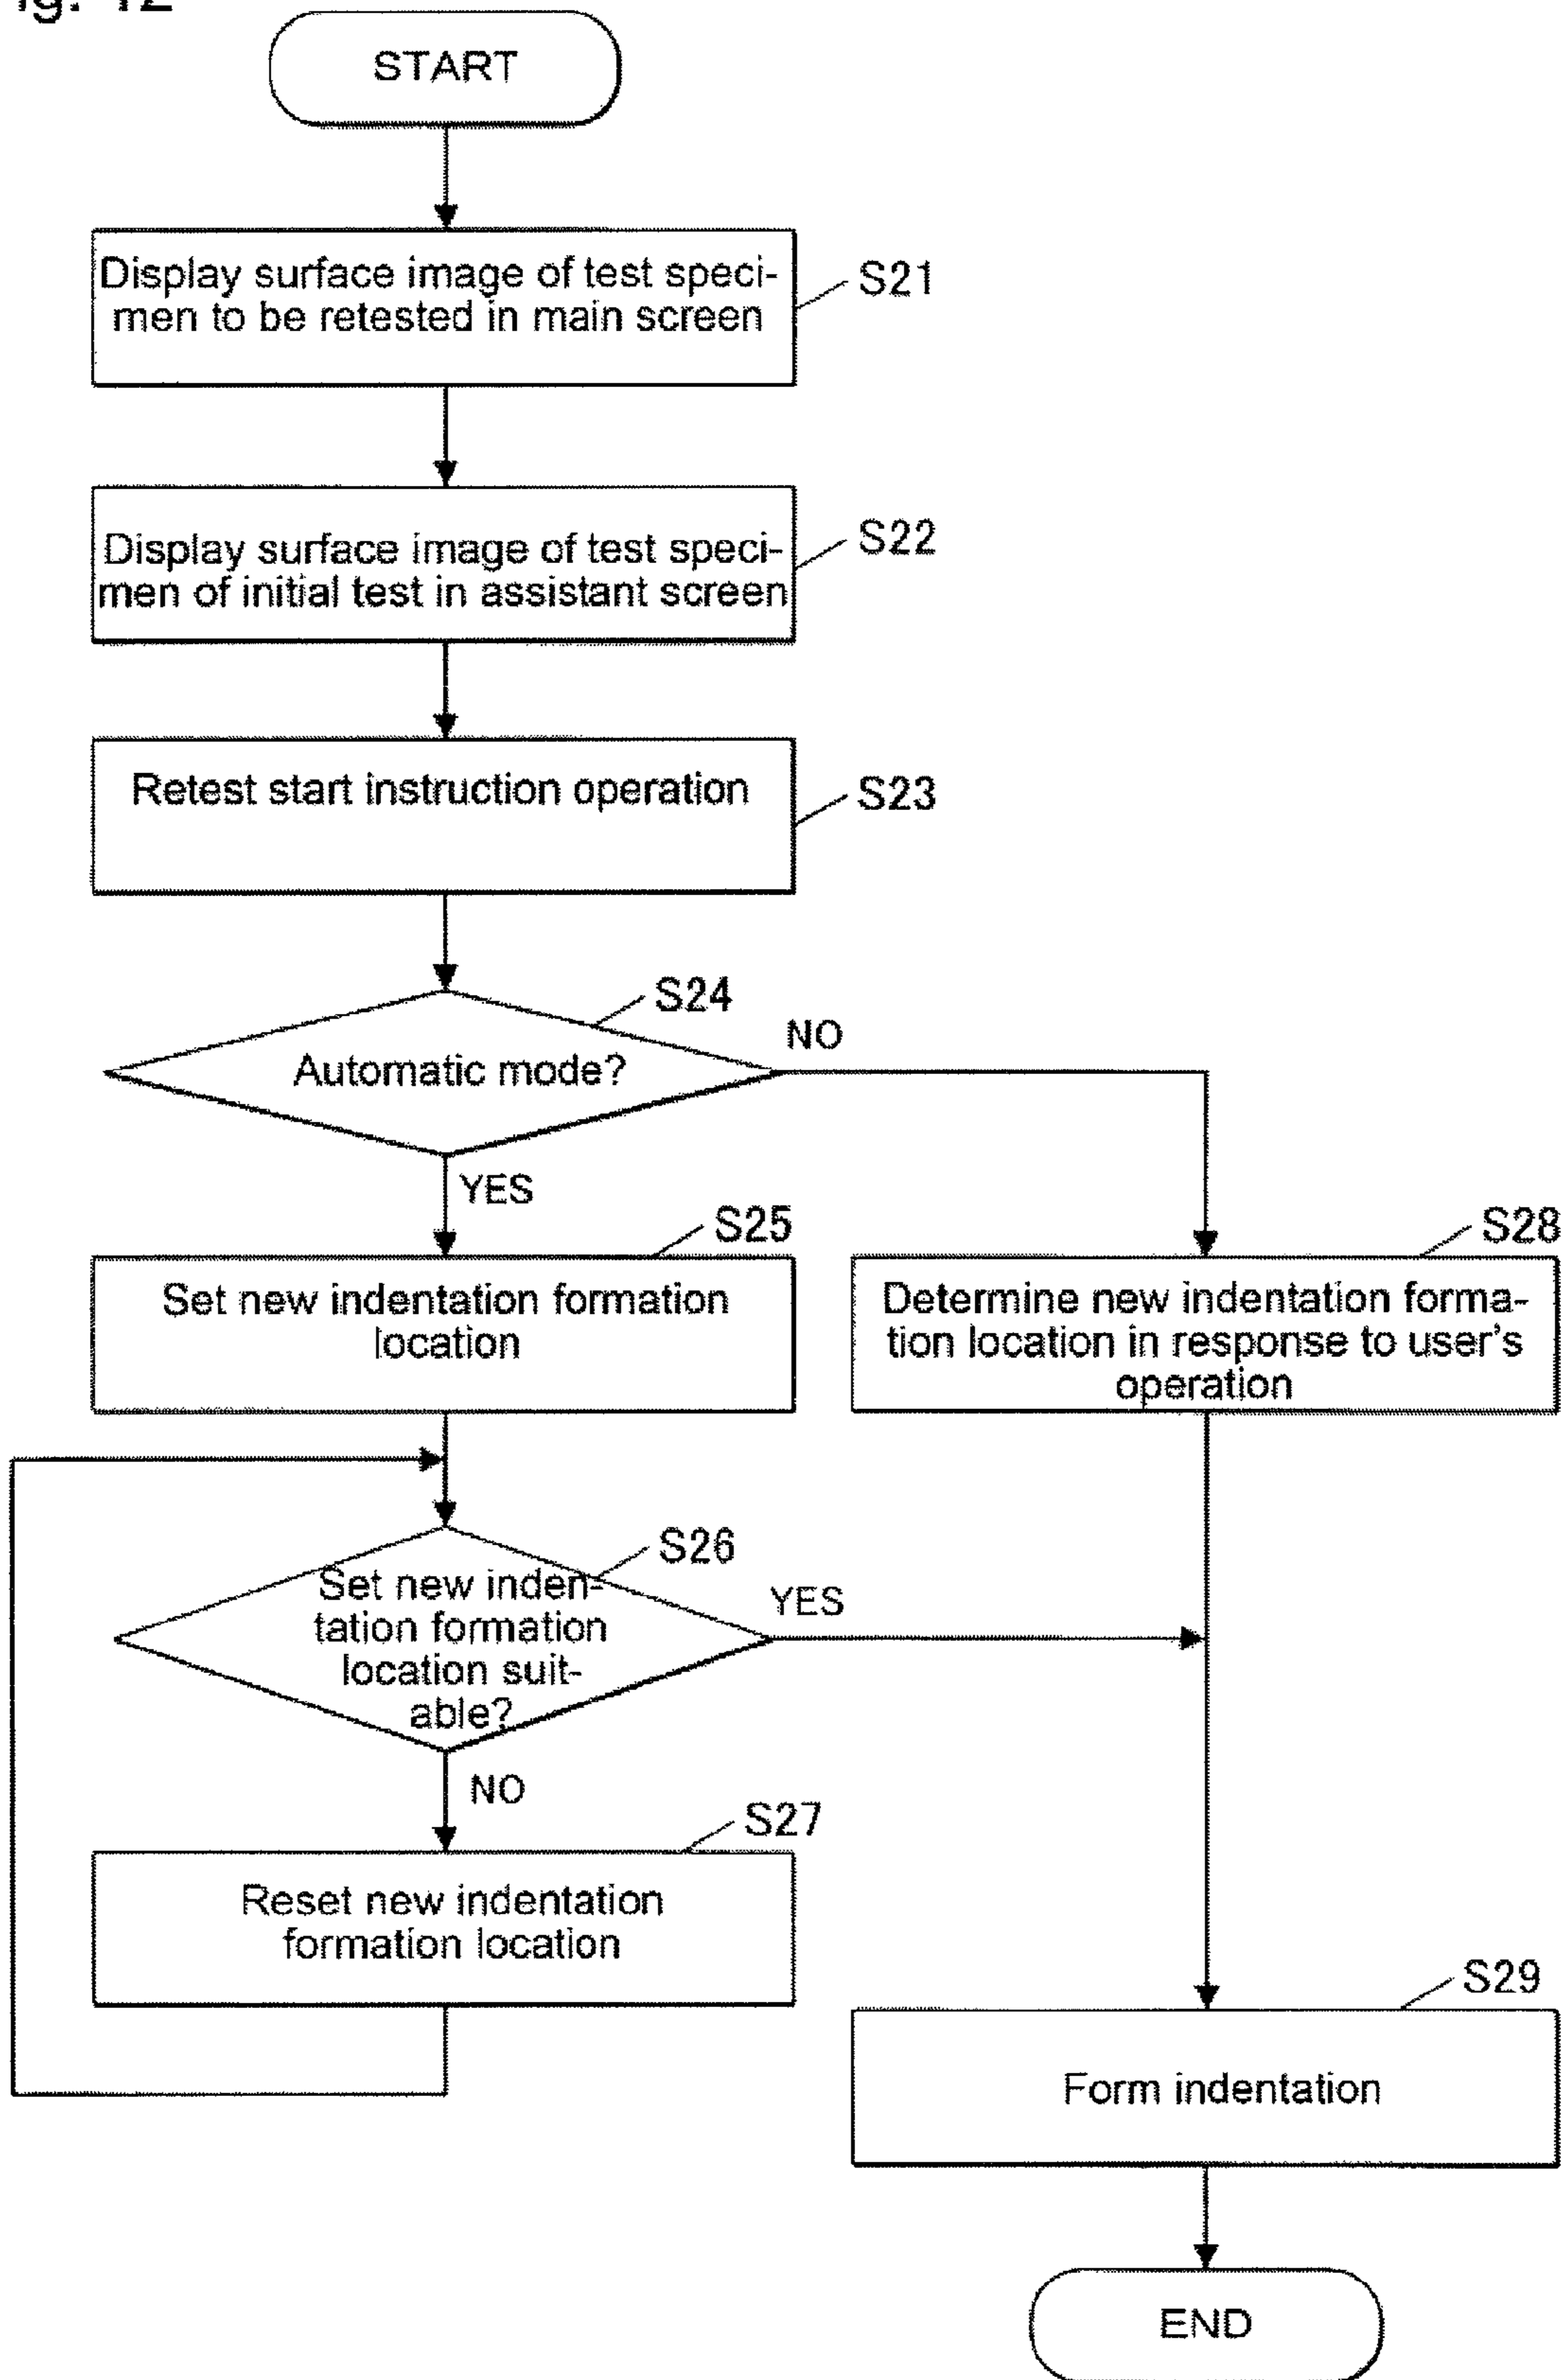 ig. 12
START
Display surface image of test speci-
men to be retested in main screen
S21
Display surface image of test speci-
men of initial test in assistant screen
S22
Retest start instruction operation
S23
S24
Automatic mode?
NO
YES
S25
Set new indentation formation
location
S28
Determine new indentation forma-
tion location in response to user's
operation
S26
Set new inden-
tation formation
location suit-
able?
YES
NO
S27
Reset new indentation
formation location
S29
Form indentation
END